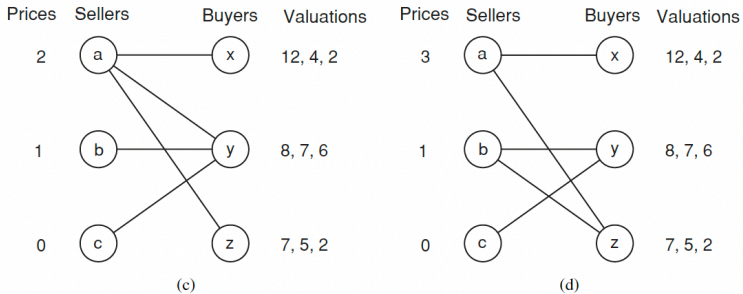 Prices Sellers Buyers Valuations Prices Sellers Buyers Valuations
2 a x 12, 4, 2 3 a x 12, 4, 2
1 b y 8, 7, 6 1 b y 8, 7, 6
0 c z 7, 5, 2 0 c z 7, 5, 2
(c) (d)